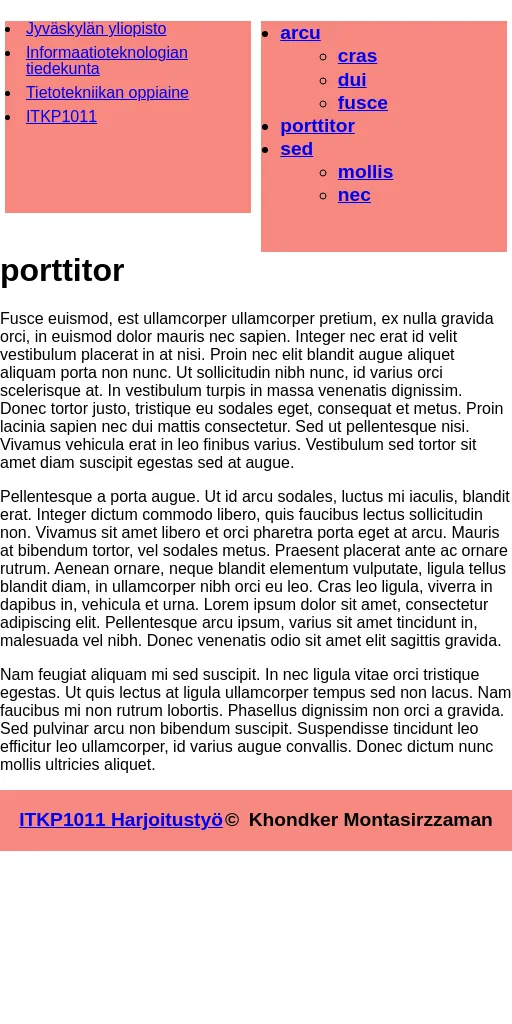 Jyväskylän yliopisto
Informaatioteknologian
tiedekunta
Tietotekniikan oppiaine
ITKP1011
arcu
cras
dui
fusce
porttitor
sed
mollis
nec
porttitor
Fusce euismod, est ullamcorper ullamcorper pretium, ex nulla gravida
orci, in euismod dolor mauris nec sapien. Integer nec erat id velit
vestibulum placerat in at nisi. Proin nec elit blandit augue aliquet
aliquam porta non nunc. Ut sollicitudin nibh nunc, id varius orci
scelerisque at. In vestibulum turpis in massa venenatis dignissim.
Donec tortor justo, tristique eu sodales eget, consequat et metus. Proin
lacinia sapien nec dui mattis consectetur. Sed ut pellentesque nisi.
Vivamus vehicula erat in leo finibus varius. Vestibulum sed tortor sit
amet diam suscipit egestas sed at augue.
Pellentesque a porta augue. Ut id arcu sodales, luctus mi iaculis, blandit
erat. Integer dictum commodo libero, quis faucibus lectus sollicitudin
non. Vivamus sit amet libero et orci pharetra porta eget at arcu. Mauris
at bibendum tortor, vel sodales metus. Praesent placerat ante ac ornare
rutrum. Aenean ornare, neque blandit elementum vulputate, ligula tellus
blandit diam, in ullamcorper nibh orci eu leo. Cras leo ligula, viverra in
dapibus in, vehicula et urna. Lorem ipsum dolor sit amet, consectetur
adipiscing elit. Pellentesque arcu ipsum, varius sit amet tincidunt in,
malesuada vel nibh. Donec venenatis odio sit amet elit sagittis gravida.
Nam feugiat aliquam mi sed suscipit. In nec ligula vitae orci tristique
egestas. Ut quis lectus at ligula ullamcorper tempus sed non lacus. Nam
faucibus mi non rutrum lobortis. Phasellus dignissim non orci a gravida.
Sed pulvinar arcu non bibendum suscipit. Suspendisse tincidunt leo
efficitur leo ullamcorper, id varius augue convallis. Donec dictum nunc
mollis ultricies aliquet.
ITKP1011 Harjoitustyö © Khondker Montasirzzaman